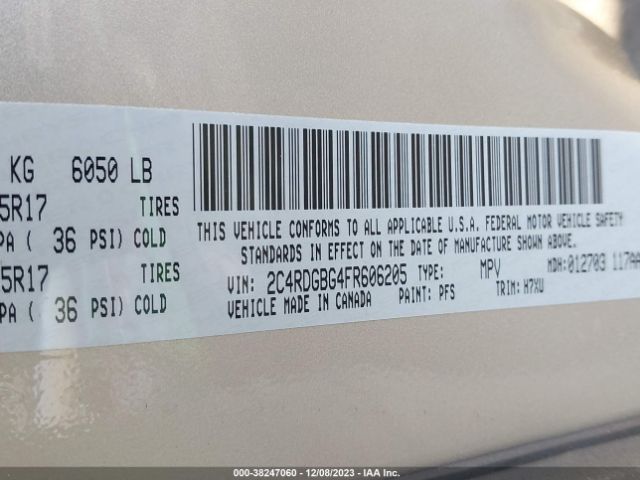 KG 6050 LB
5R17 TIRES
PA ( 36 PSI) COLD
5R17 TIRES
PA ( 36 PSI) COLD
THIS VEHICLE CONFORMS TO ALL APPLICABLE U.S.A. FEDERAL MOTOR VEHICLE SAFETY
STANDARDS IN EFFECT ON THE DATE OF MANUFACTURE SHOWN ABOVE.
VIN: 2C4RDGBG4FR606205 TYPE: MPV MDH:012703 117AA
VEHICLE MADE IN CANADA PAINT: PFS TRIM: H7XU
000-38247060 • 12/08/2023 - IAA Inc.